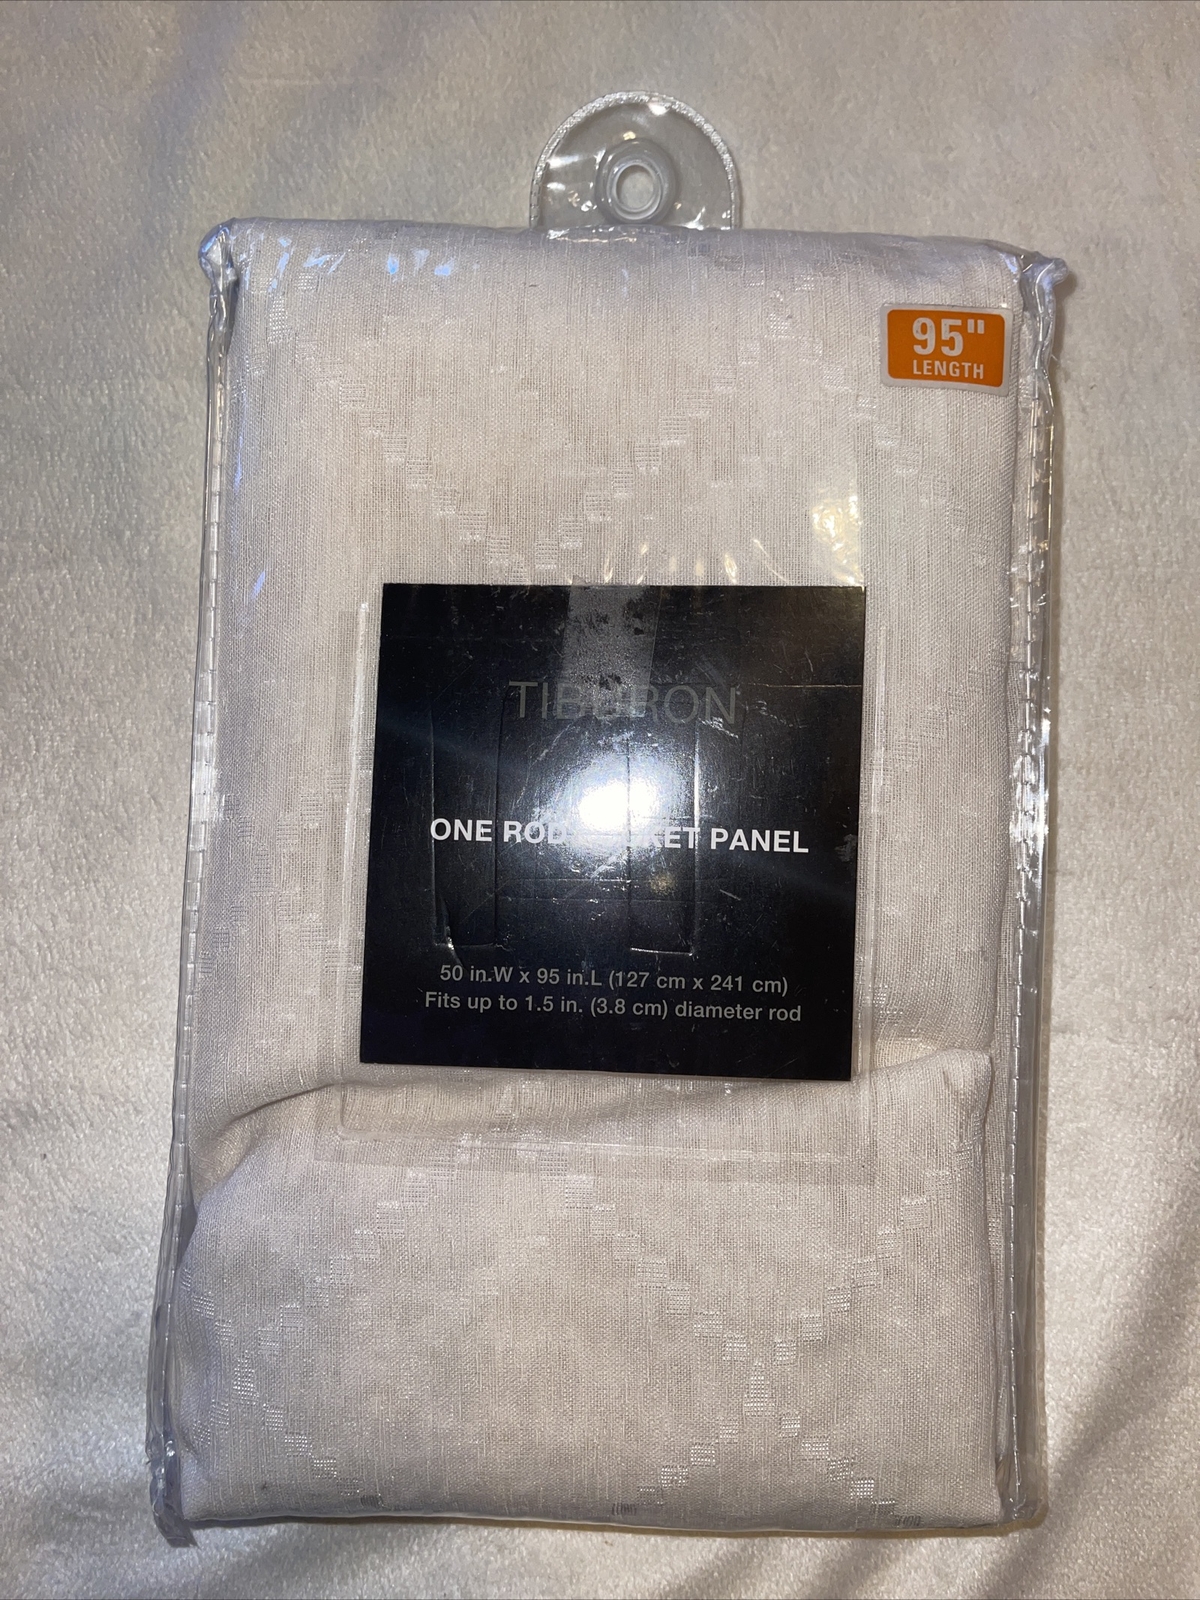 95"
LENGTH
TIBURON
ONE ROD POCKET PANEL
50 in.W x 95 in.L (127 cm x 241 cm)
Fits up to 1.5 in. (3.8 cm) diameter rod